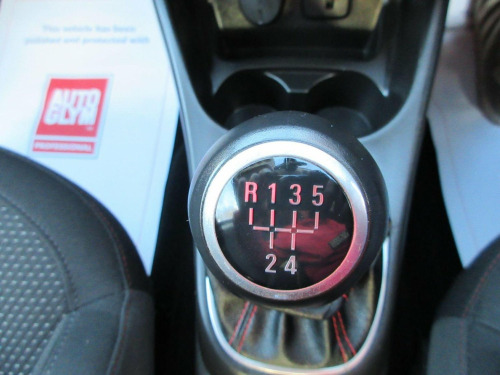 This vehicle has been
polished and protected with
AUTO
GLYM
PROFESSIONAL
R 1 3 5
2 4